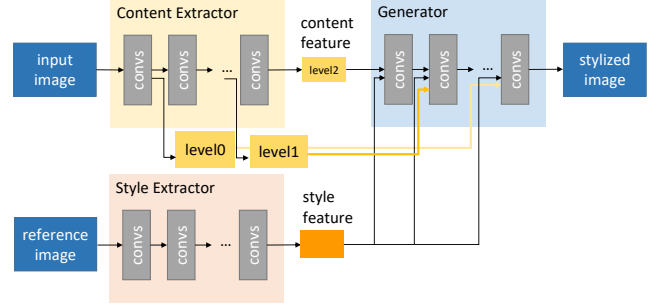 Content Extractor
content
feature
Generator
input
image
convs
convs
...
convs
level2
convs
convs
...
convs
stylized
image
level0
level1
Style Extractor
style
feature
reference
image
convs
convs
...
convs